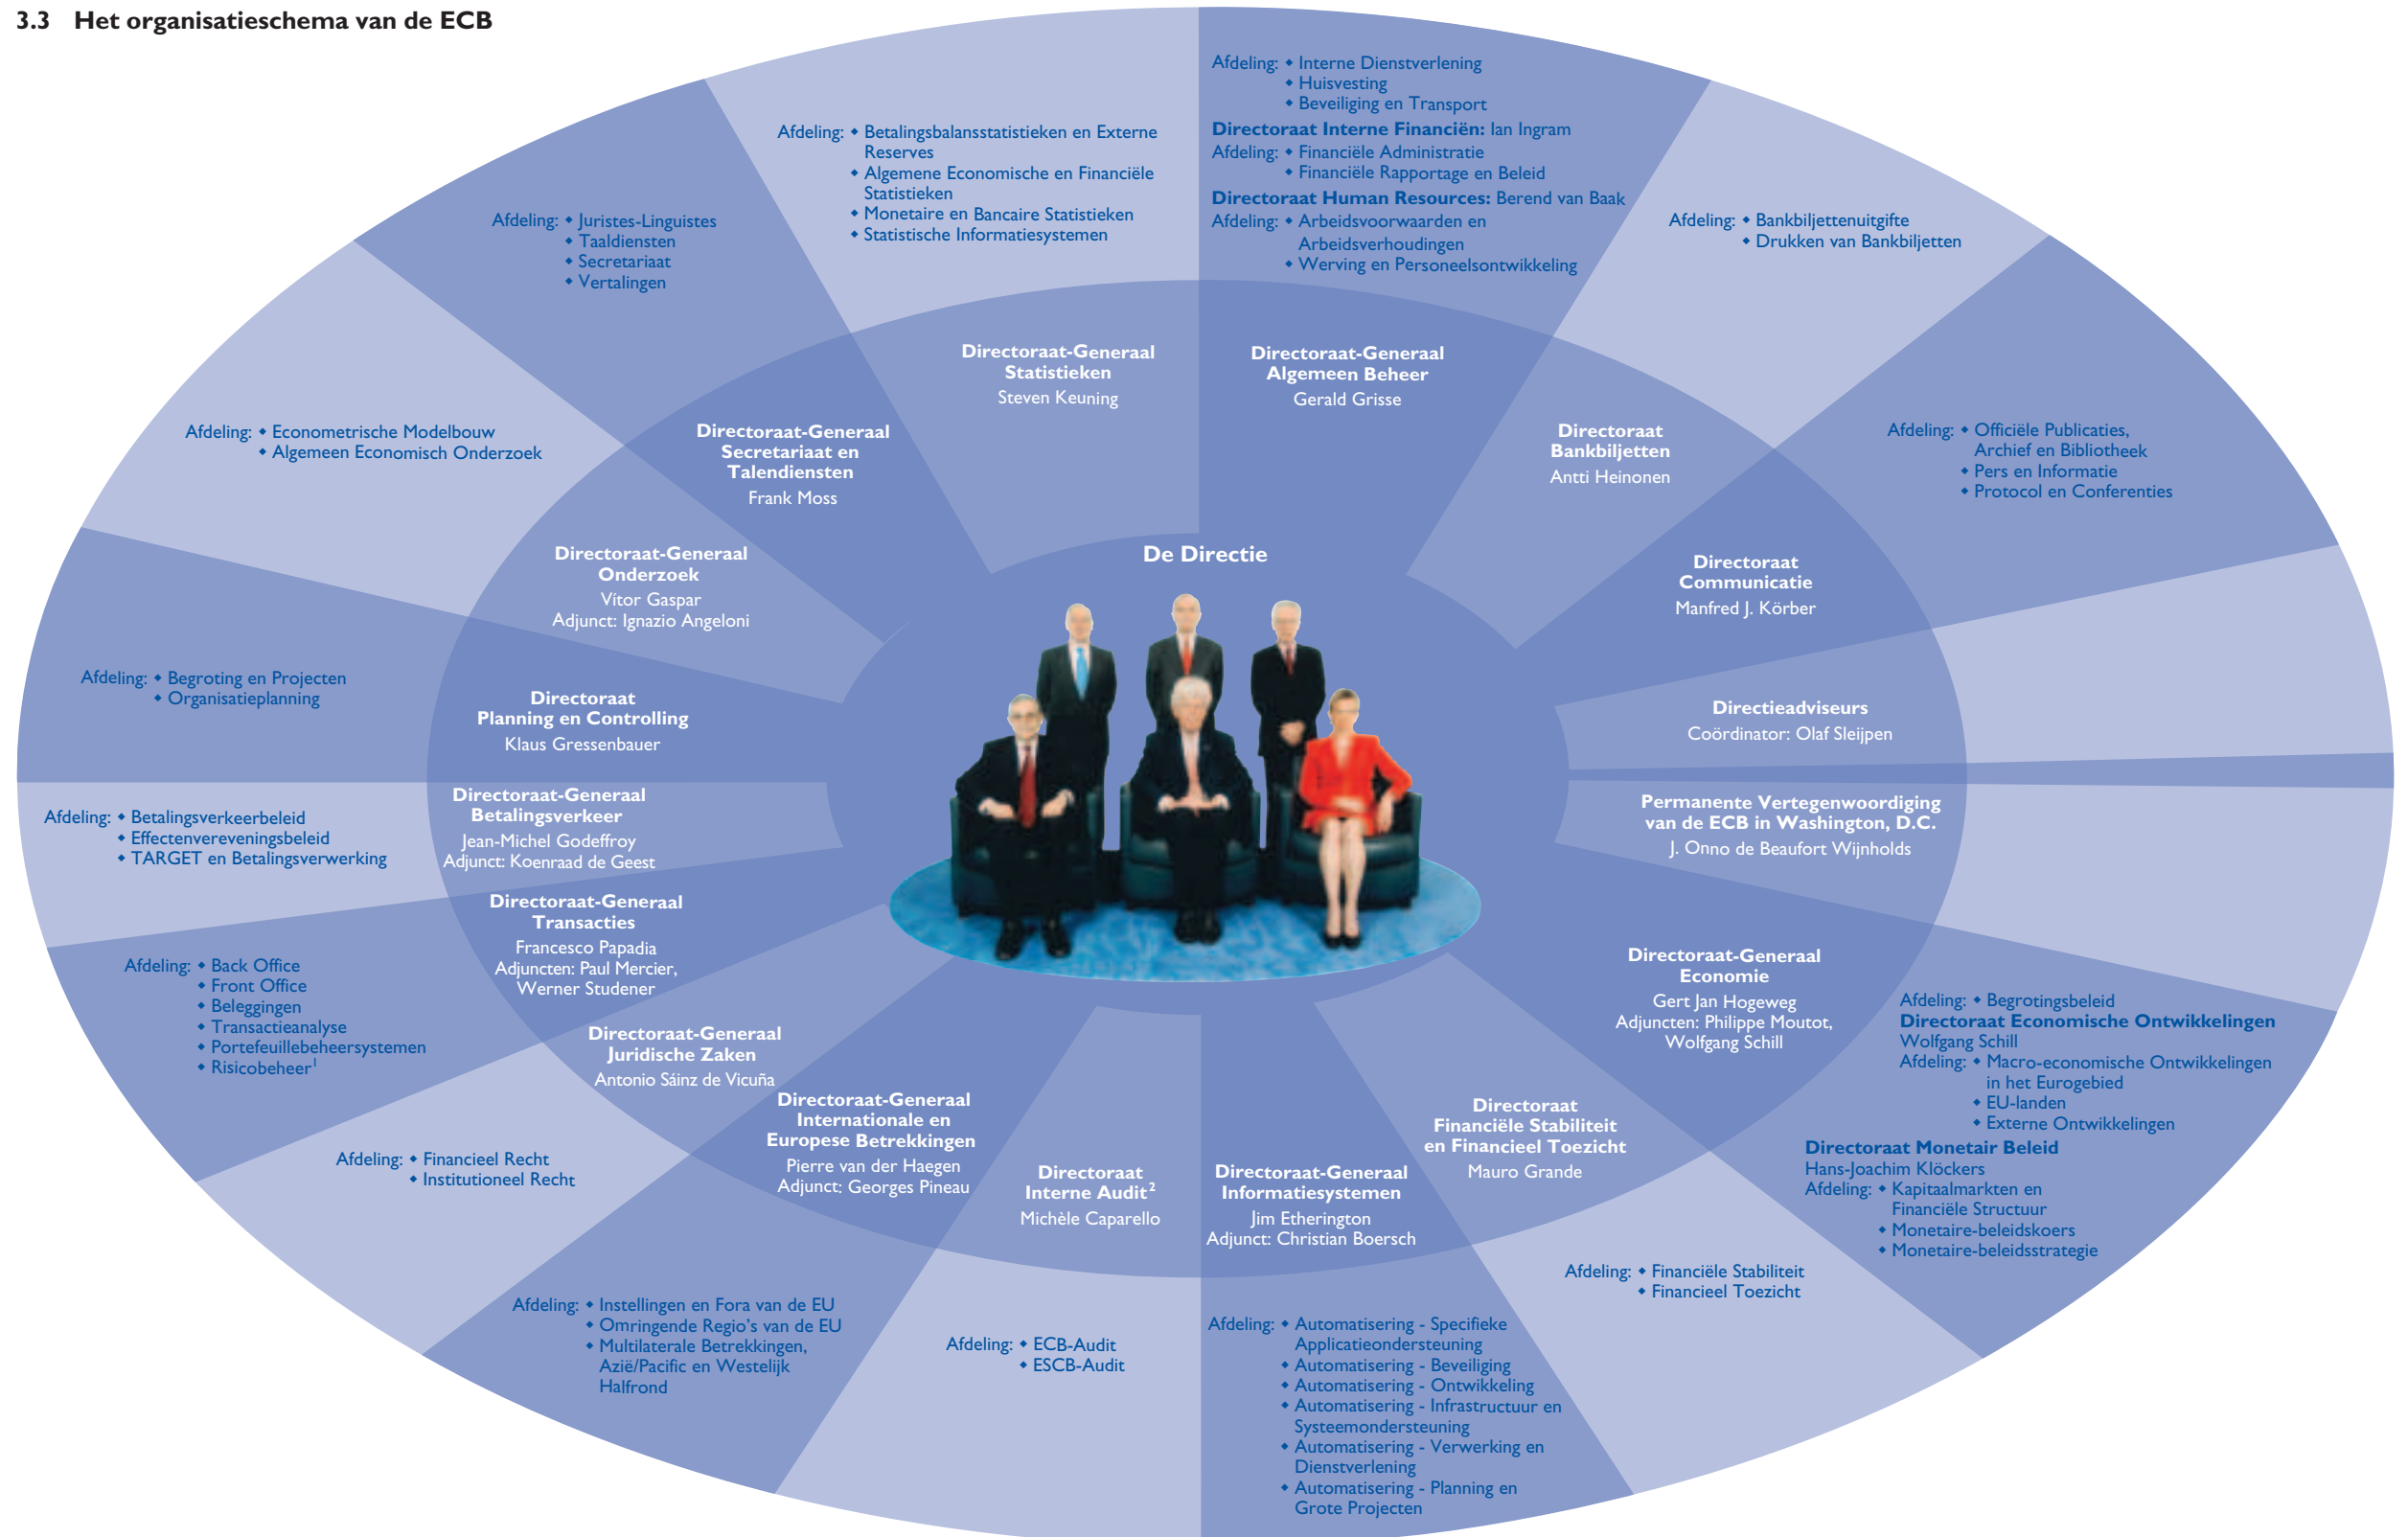 3.3 Het organisatieschema van de ECB
Afdeling: ◆ Interne Dienstverlening
◆ Huisvesting
◆ Beveiliging en Transport
Directoraat Interne Financiën: Ian Ingram
Afdeling: ◆ Financiële Administratie
◆ Financiële Rapportage en Beleid
Directoraat Human Resources: Berend van Baak
Afdeling: ◆ Arbeidsvoorwaarden en
Arbeidsverhoudingen
◆ Werving en Personeelsontwikkeling
Directoraat-Generaal
Algemeen Beheer
Gerald Grisse
Afdeling: ◆ Bankbiljettenuitgifte
◆ Drukken van Bankbiljetten
Directoraat
Bankbiljetten
Antti Heinonen
Afdeling: ◆ Officiële Publicaties,
Archief en Bibliotheek
◆ Pers en Informatie
◆ Protocol en Conferenties
Directoraat
Communicatie
Manfred J. Körber
Directieadviseurs
Coördinator: Olaf Sleijpen
Permanente Vertegenwoordiging
van de ECB in Washington, D.C.
J. Onno de Beaufort Wijnholds
Directoraat-Generaal
Economie
Gert Jan Hogeweg
Adjuncten: Philippe Moutot,
Wolfgang Schill
Afdeling: ◆ Begrotingsbeleid
Directoraat Economische Ontwikkelingen
Wolfgang Schill
Afdeling: ◆ Macro-economische Ontwikkelingen
in het Eurogebied
◆ EU-landen
◆ Externe Ontwikkelingen
Directoraat Monetair Beleid
Hans-Joachim Klöckers
Afdeling: ◆ Kapitaalmarkten en
Financiële Structuur
◆ Monetaire-beleidskoers
◆ Monetaire-beleidsstrategie
Directoraat
Financiële Stabiliteit
en Financieel Toezicht
Mauro Grande
Afdeling: ◆ Financiële Stabiliteit
◆ Financieel Toezicht
Directoraat-Generaal
Informatiesystemen
Jim Etherington
Adjunct: Christian Boersch
Afdeling: ◆ Automatisering - Specifieke
Applicatieondersteuning
◆ Automatisering - Beveiliging
◆ Automatisering - Ontwikkeling
◆ Automatisering - Infrastructuur en
Systeemondersteuning
◆ Automatisering - Verwerking en
Dienstverlening
◆ Automatisering - Planning en
Grote Projecten
Directoraat
Interne Audit²
Michèle Caparello
Afdeling: ◆ ECB-Audit
◆ ESCB-Audit
Directoraat-Generaal
Internationale en
Europese Betrekkingen
Pierre van der Haegen
Adjunct: Georges Pineau
Afdeling: ◆ Instellingen en Fora van de EU
◆ Omringende Regio's van de EU
◆ Multilaterale Betrekkingen,
Azië/Pacific en Westelijk
Halfrond
Directoraat-Generaal
Juridische Zaken
Antonio Sáinz de Vicuña
Afdeling: ◆ Financieel Recht
◆ Institutioneel Recht
Directoraat-Generaal
Transacties
Francesco Papadia
Adjuncten: Paul Mercier,
Werner Studener
Afdeling: ◆ Back Office
◆ Front Office
◆ Beleggingen
◆ Transactieanalyse
◆ Portefeuillebeheersystemen
◆ Risicobeheer¹
Directoraat-Generaal
Betalingsverkeer
Jean-Michel Godeffroy
Adjunct: Koenraad de Geest
Afdeling: ◆ Betalingsverkeerbeleid
◆ Effectenvereveningsbeleid
◆ TARGET en Betalingsverwerking
Directoraat
Planning en Controlling
Klaus Gressenbauer
Afdeling: ◆ Begroting en Projecten
◆ Organisatieplanning
Directoraat-Generaal
Onderzoek
Vítor Gaspar
Adjunct: Ignazio Angeloni
Afdeling: ◆ Econometrische Modelbouw
◆ Algemeen Economisch Onderzoek
Directoraat-Generaal
Secretariaat en
Talendiensten
Frank Moss
Afdeling: ◆ Juristes-Linguistes
◆ Taaldiensten
◆ Secretariaat
◆ Vertalingen
Directoraat-Generaal
Statistieken
Steven Keuning
Afdeling: ◆ Betalingsbalansstatistieken en Externe
Reserves
◆ Algemene Economische en Financiële
Statistieken
◆ Monetaire en Bancaire Statistieken
◆ Statistische Informatiesystemen
De Directie